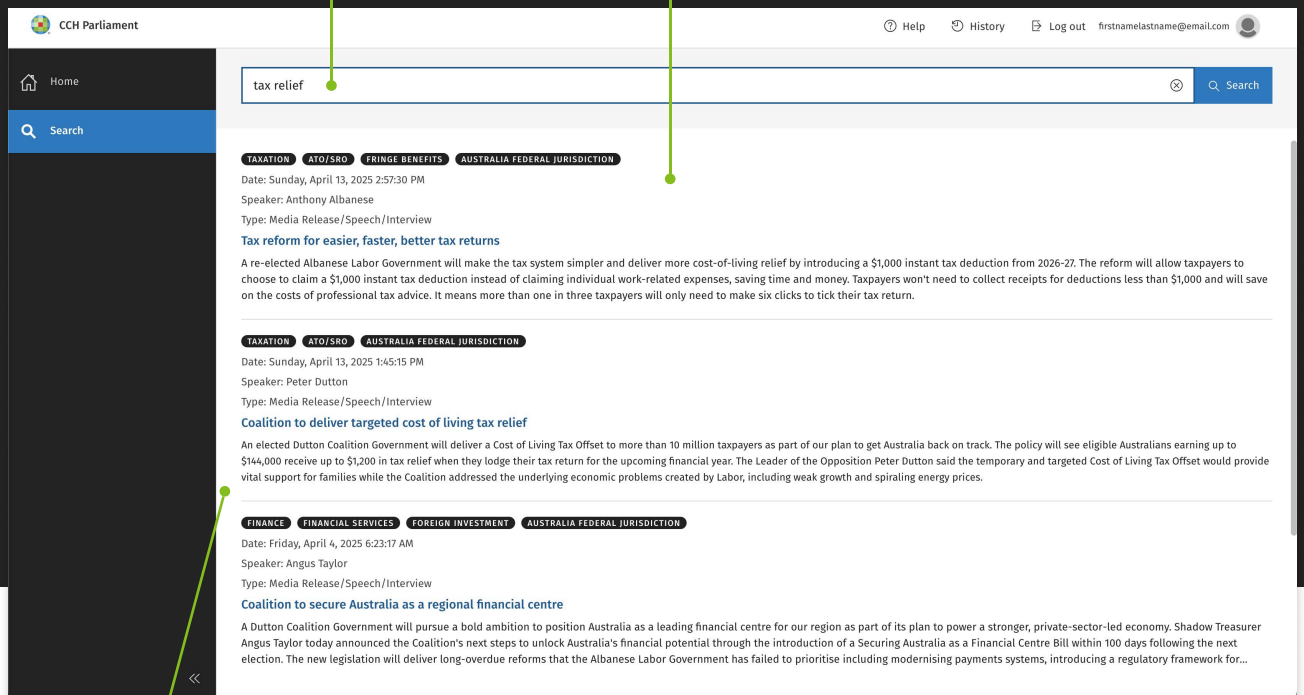 CCH Parliament
Help
History
Log out
firstnamelastname@email.com
Home
Search
tax relief
Search
TAXATION ATO/SRO FRINGE BENEFITS AUSTRALIA FEDERAL JURISDICTION
Date: Sunday, April 13, 2025 2:57:30 PM
Speaker: Anthony Albanese
Type: Media Release/Speech/Interview
Tax reform for easier, faster, better tax returns
A re-elected Albanese Labor Government will make the tax system simpler and deliver more cost-of-living relief by introducing a $1,000 instant tax deduction from 2026-27. The reform will allow taxpayers to
choose to claim a $1,000 instant tax deduction instead of claiming individual work-related expenses, saving time and money. Taxpayers won't need to collect receipts for deductions less than $1,000 and will save
on the costs of professional tax advice. It means more than one in three taxpayers will only need to make six clicks to tick their tax return.
TAXATION ATO/SRO AUSTRALIA FEDERAL JURISDICTION
Date: Sunday, April 13, 2025 1:45:15 PM
Speaker: Peter Dutton
Type: Media Release/Speech/Interview
Coalition to deliver targeted cost of living tax relief
An elected Dutton Coalition Government will deliver a Cost of Living Tax Offset to more than 10 million taxpayers as part of our plan to get Australia back on track. The policy will see eligible Australians earning up to
$144,000 receive up to $1,200 in tax relief when they lodge their tax return for the upcoming financial year. The Leader of the Opposition Peter Dutton said the temporary and targeted Cost of Living Tax Offset would provide
vital support for families while the Coalition addressed the underlying economic problems created by Labor, including weak growth and spiraling energy prices.
FINANCE FINANCIAL SERVICES FOREIGN INVESTMENT AUSTRALIA FEDERAL JURISDICTION
Date: Friday, April 4, 2025 6:23:17 AM
Speaker: Angus Taylor
Type: Media Release/Speech/Interview
Coalition to secure Australia as a regional financial centre
A Dutton Coalition Government will pursue a bold ambition to position Australia as a leading financial centre for our region as part of its plan to power a stronger, private-sector-led economy. Shadow Treasurer
Angus Taylor today announced the Coalition's next steps to unlock Australia's financial potential through the introduction of a Securing Australia as a Financial Centre Bill within 100 days following the next
election. The new legislation will deliver long-overdue reforms that the Albanese Labor Government has failed to prioritise including modernising payments systems, introducing a regulatory framework for...